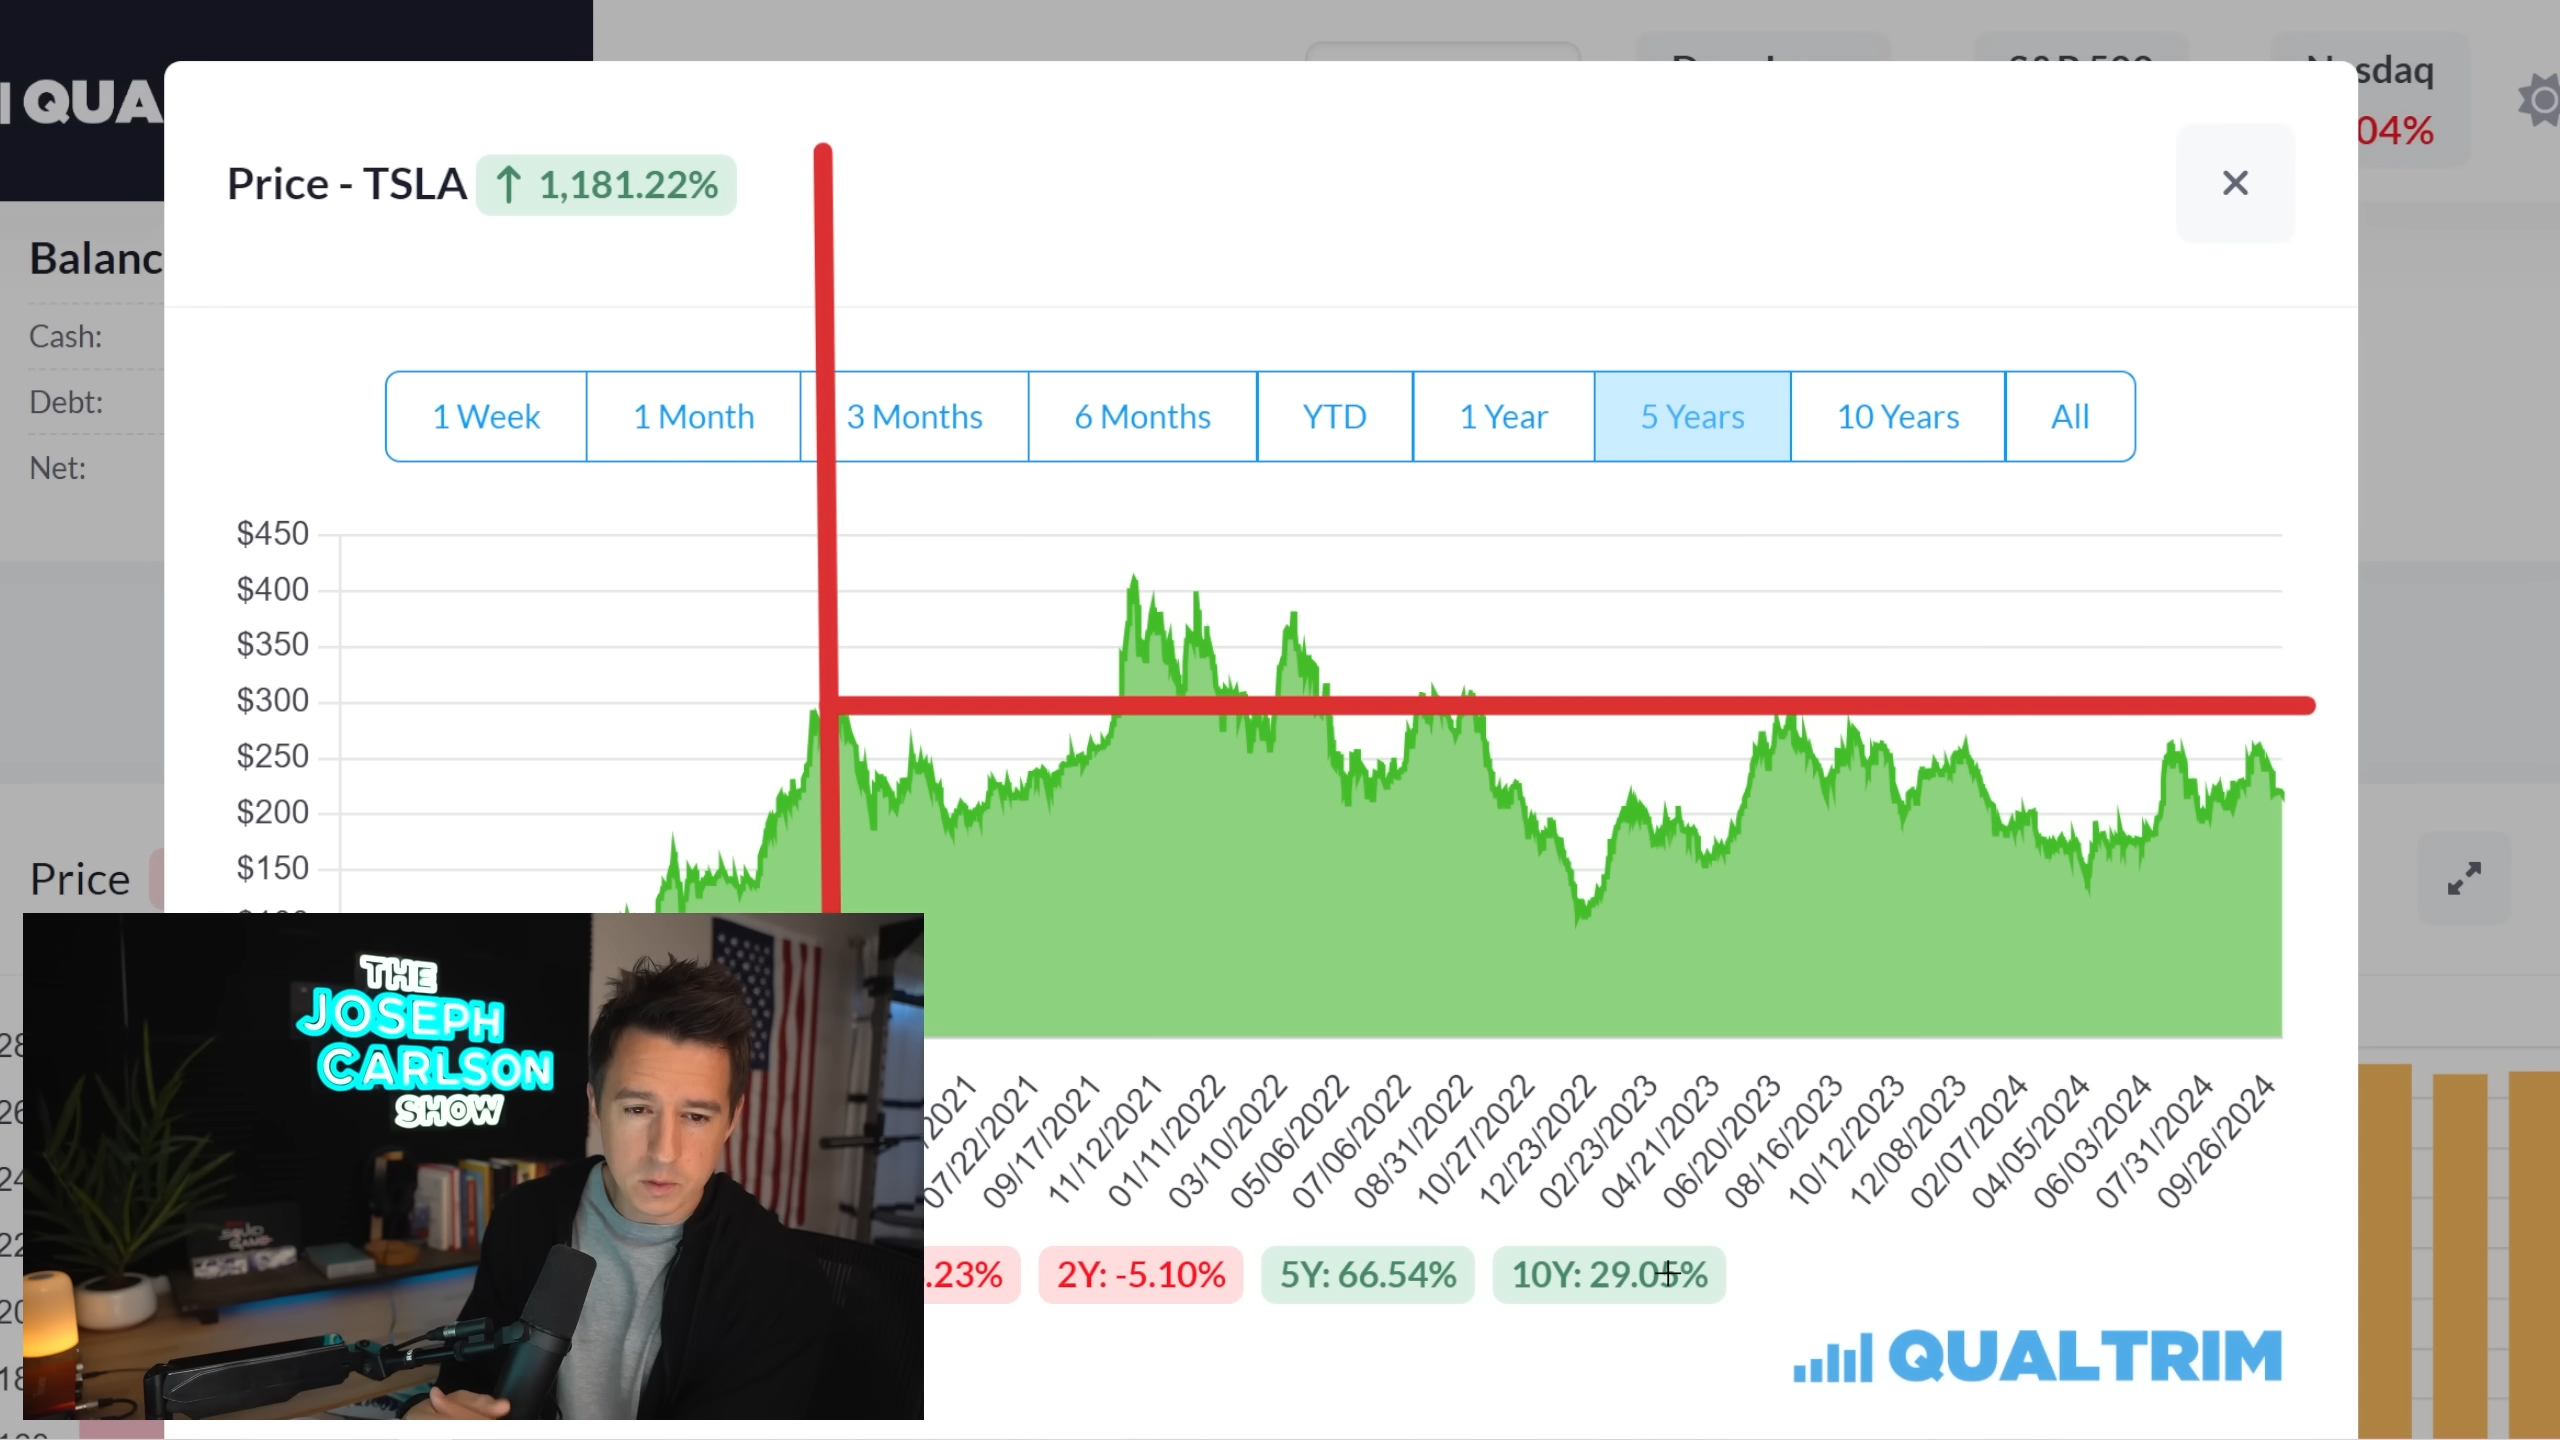 QUA
Nasdaq
04%
Balanc
Cash:
Debt:
Net:
Price
Price - TSLA ↑ 1,181.22%
1 Week 1 Month 3 Months 6 Months YTD 1 Year 5 Years 10 Years All
$450
$400
$350
$300
$250
$200
$150
THE
JOSEPH
CARLSON
SHOW
/2021 07/22/2021 09/17/2021 11/12/2021 01/11/2022 03/10/2022 05/06/2022 07/06/2022 08/31/2022 10/27/2022 12/23/2022 02/23/2023 04/21/2023 06/20/2023 08/16/2023 10/12/2023 12/08/2023 02/07/2024 04/05/2024 06/03/2024 07/31/2024 09/26/2024
.23% 2Y: -5.10% 5Y: 66.54% 10Y: 29.05%
QUALTRIM